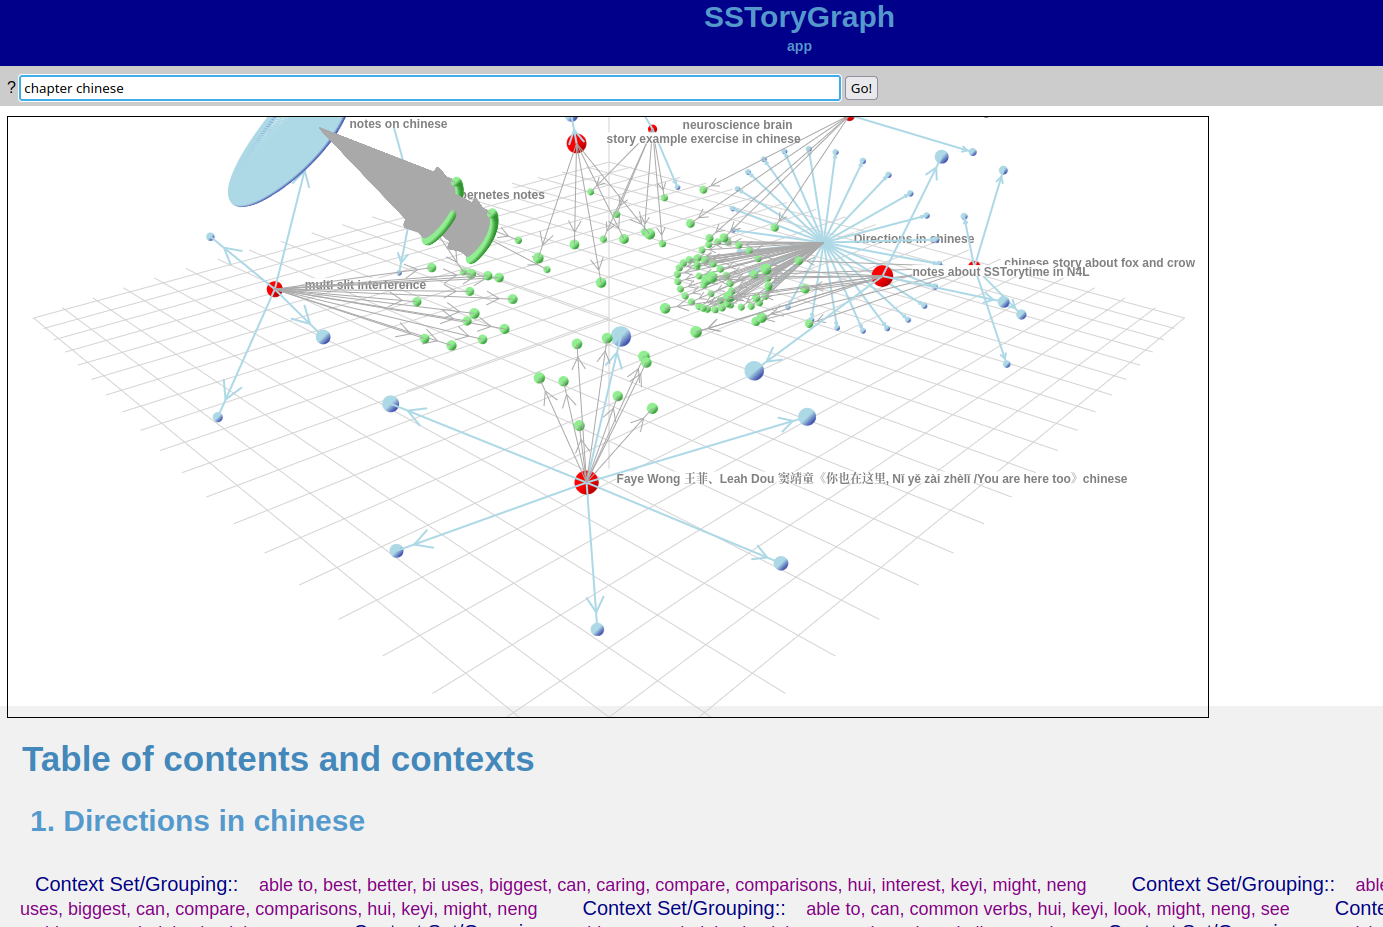 SSToryGraph
app
? chapter chinese Go!
notes on chinese
neuroscience brain
story example exercise in chinese
bernetes notes
Directions in chinese
chinese story about fox and crow
notes about SSTorytime in N4L
multi slit interference
Faye Wong 王菲、Leah Dou 窦靖童《你也在这里, Nǐ yě zài zhèlǐ /You are here too》chinese
Table of contents and contexts
1. Directions in chinese
Context Set/Grouping:: able to, best, better, bi uses, biggest, can, caring, compare, comparisons, hui, interest, keyi, might, neng Context Set/Grouping:: able
uses, biggest, can, compare, comparisons, hui, keyi, might, neng Context Set/Grouping:: able to, can, common verbs, hui, keyi, look, might, neng, see Conte